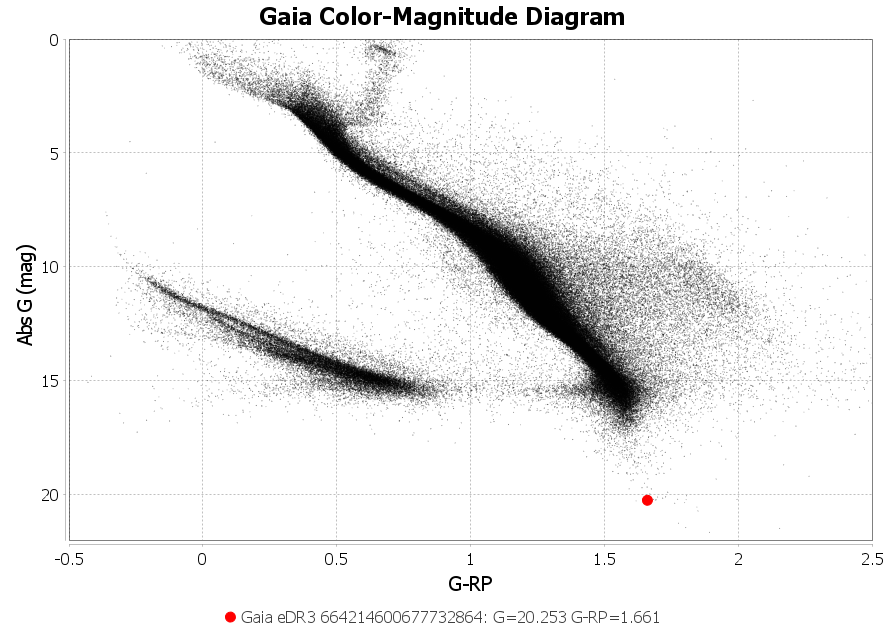 Gaia Color-Magnitude Diagram
Abs G (mag)
0
5
10
15
20
-0.5 0 0.5 1 1.5 2 2.5
G-RP
Gaia eDR3 664214600677732864: G=20.253 G-RP=1.661